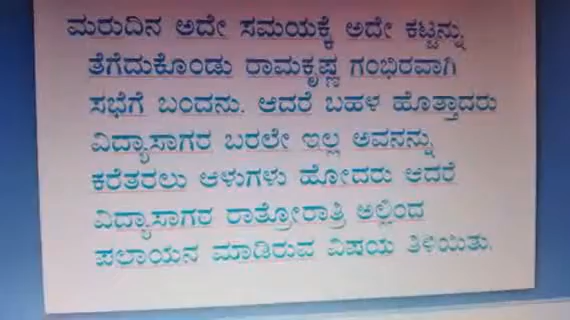 ಮರುದಿನ ಅದೇ ಸಮಯಕ್ಕೆ ಅದೇ ಕಟ್ಟನ್ನು
ತೆಗೆದುಕೊಂಡು ರಾಮಕೃಷ್ಣ ಗಂಭಿರವಾಗಿ
ಸಭೆಗೆ ಬಂದನು. ಆದರೆ ಬಹಳ ಹೊತ್ತಾದರು
ವಿದ್ಯಾಸಾಗರ ಬರಲೇ ಇಲ್ಲ ಅವನನ್ನು
ಕರೆತರಲು ಆಳುಗಳು ಹೋದರು ಆದರೆ
ವಿದ್ಯಾಸಾಗರ ರಾತ್ರೋರಾತ್ರಿ ಅಲ್ಲಿಂದ
ಪಲಾಯನ ಮಾಡಿರುವ ವಿಷಯ ತಿಳಿಯಿತು.